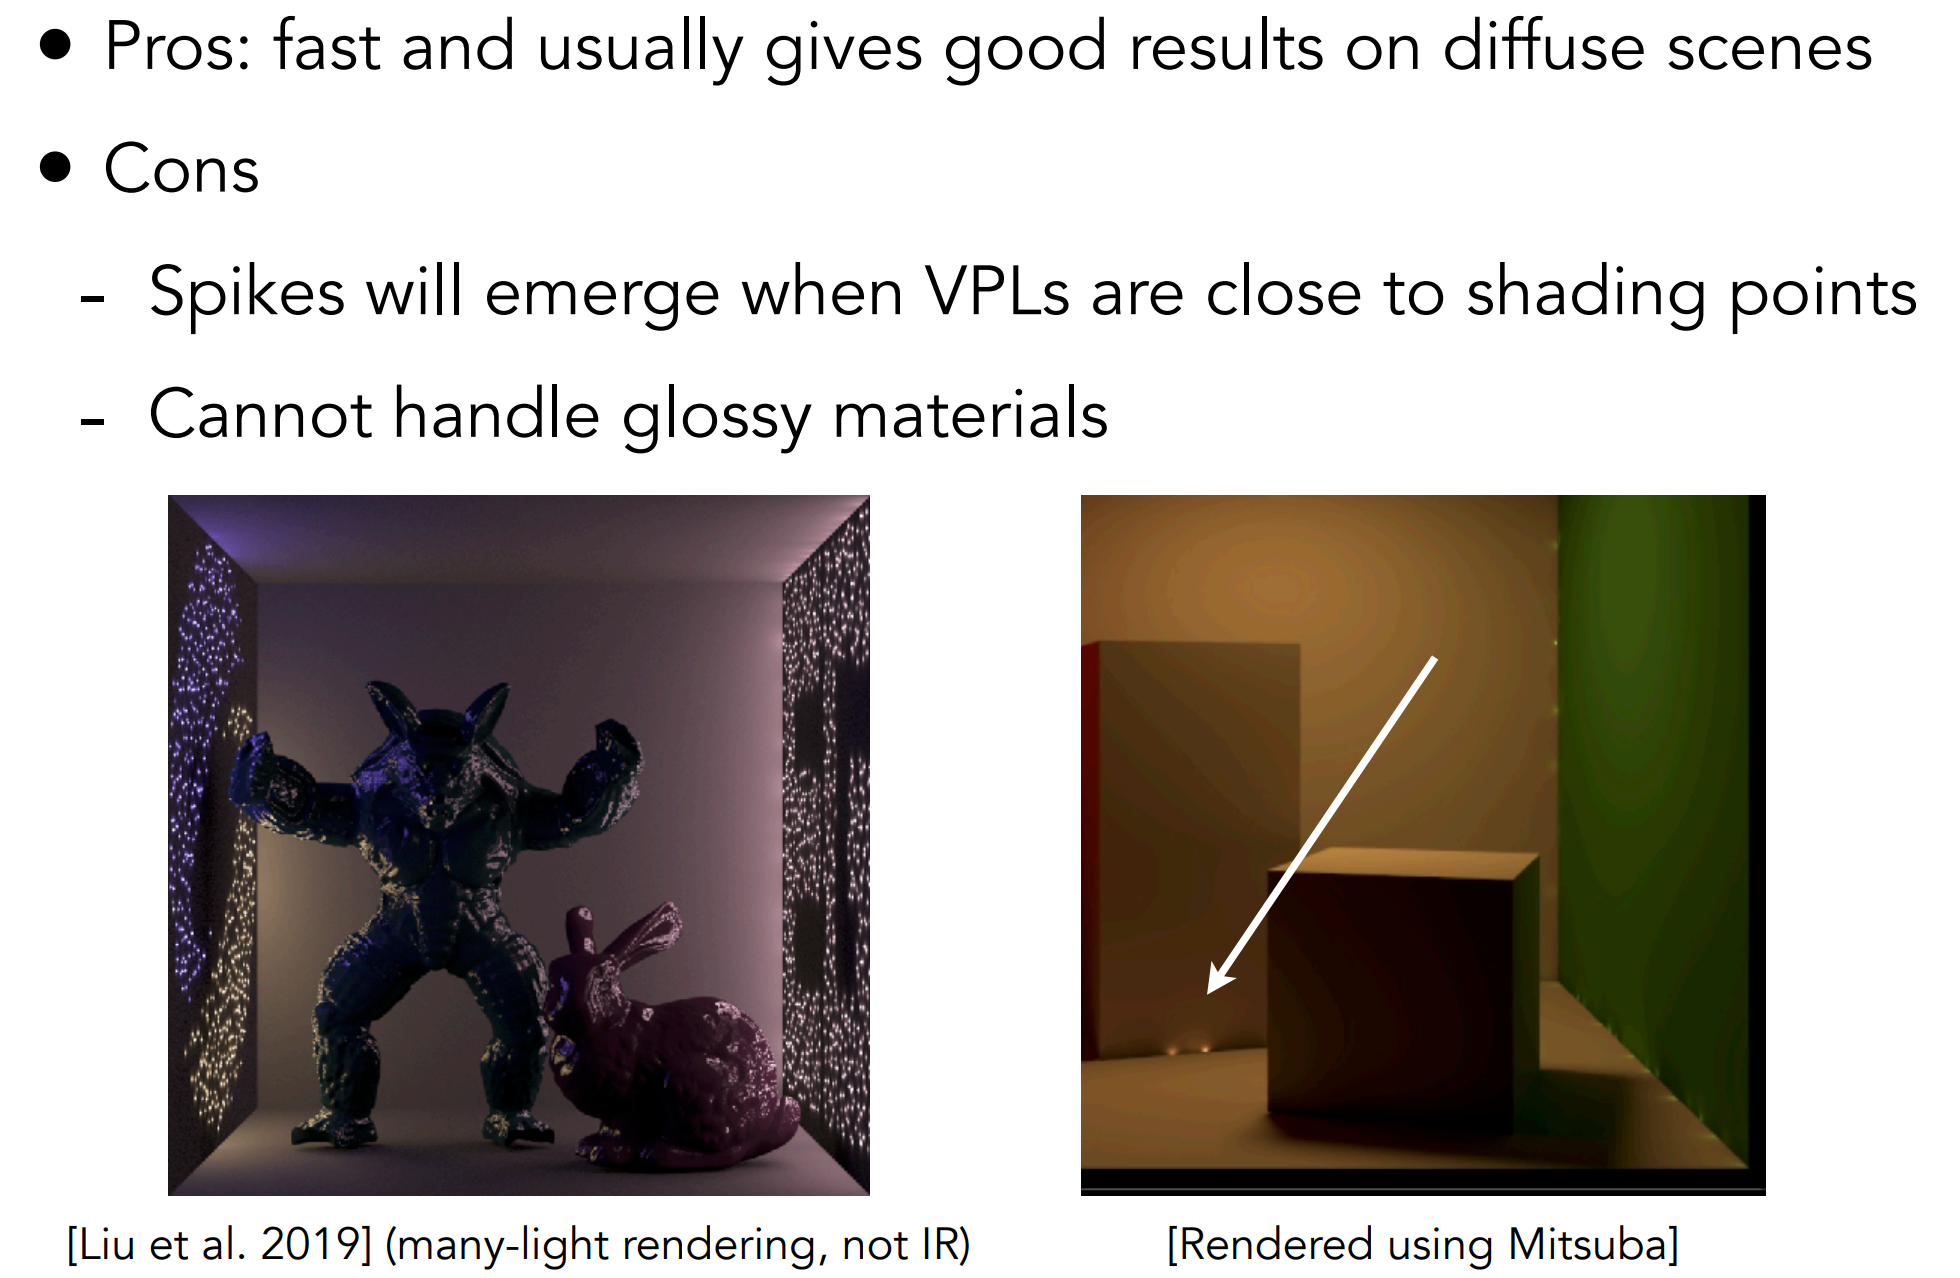 • Pros: fast and usually gives good results on diffuse scenes
• Cons
- Spikes will emerge when VPLs are close to shading points
- Cannot handle glossy materials
[Liu et al. 2019] (many-light rendering, not IR)
[Rendered using Mitsuba]